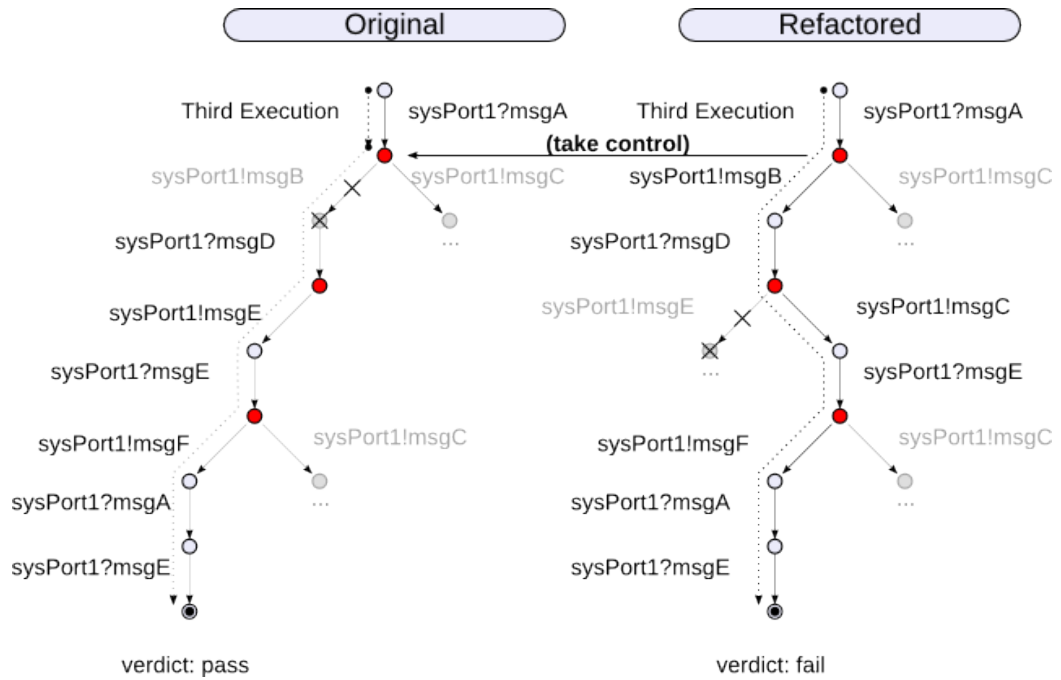 Original
Third Execution
sysPort1?msgA
sysPort1!msgB
sysPort1!msgC
...
sysPort1?msgD
sysPort1!msgE
sysPort1?msgE
sysPort1!msgF
sysPort1!msgC
...
sysPort1?msgA
sysPort1?msgE
verdict: pass
(take control)
Refactored
Third Execution
sysPort1?msgA
sysPort1!msgB
sysPort1!msgC
...
sysPort1?msgD
sysPort1!msgE
...
sysPort1!msgC
sysPort1?msgE
sysPort1!msgF
sysPort1!msgC
...
sysPort1?msgA
sysPort1?msgE
verdict: fail